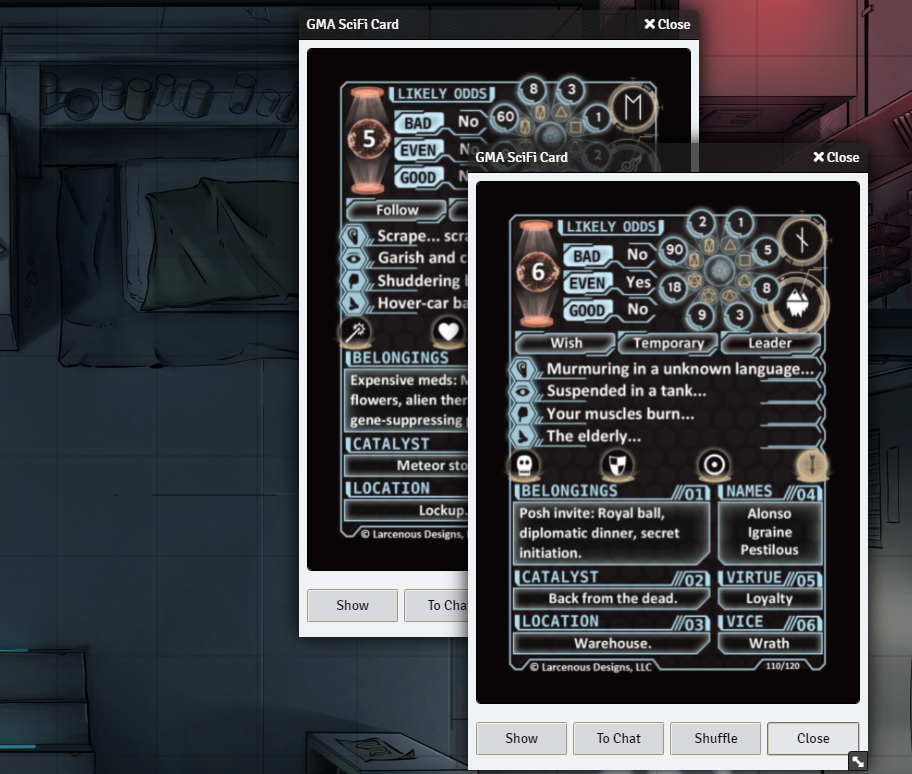 GMA SciFi Card
Close
LIKELY ODDS
5
BAD No
EVEN
GOOD
8
3
60
1
2
Follow
Scrape...
Garish and
Shuddering
Hover-car
BELONGINGS
Expensive meds:
flowers, alien
gene-suppressing
CATALYST
Meteor
LOCATION
Lockup.
© Larcenous Designs,
Show
To
GMA SciFi Card
Close
LIKELY ODDS
6
BAD No
EVEN Yes
GOOD No
2
1
90
5
18
8
9
3
Wish Temporary Leader
Murmuring in a unknown language...
Suspended in a tank...
Your muscles burn...
The elderly...
BELONGINGS //01
Posh invite: Royal ball,
diplomatic dinner, secret
initiation.
NAMES //04
Alonso
Igraine
Pestilous
CATALYST //02
Back from the dead.
VIRTUE //05
Loyalty
LOCATION //03
Warehouse.
VICE //06
Wrath
© Larcenous Designs, LLC
110/120
Show To Chat Shuffle Close